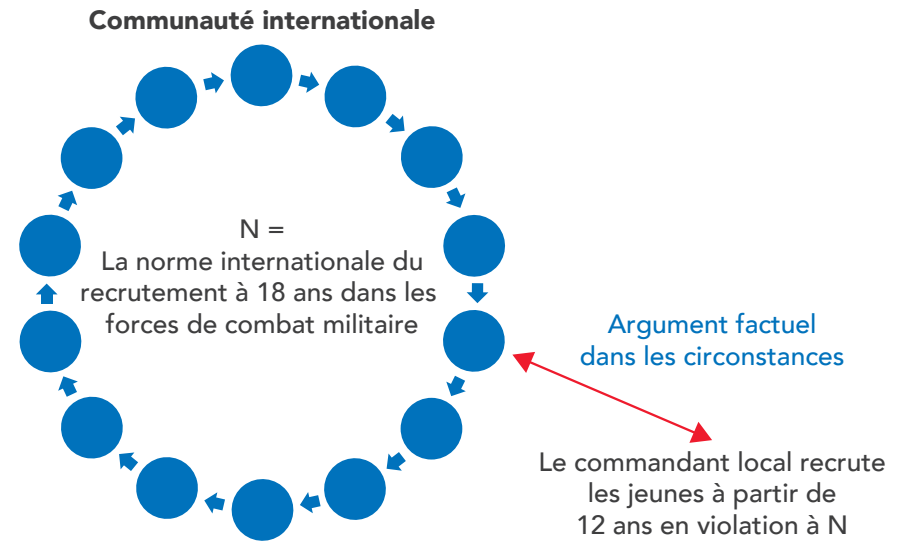 Communauté internationale
N =
La norme internationale du
recrutement à 18 ans dans les
forces de combat militaire
Argument factuel
dans les circonstances
Le commandant local recrute
les jeunes à partir de
12 ans en violation à N